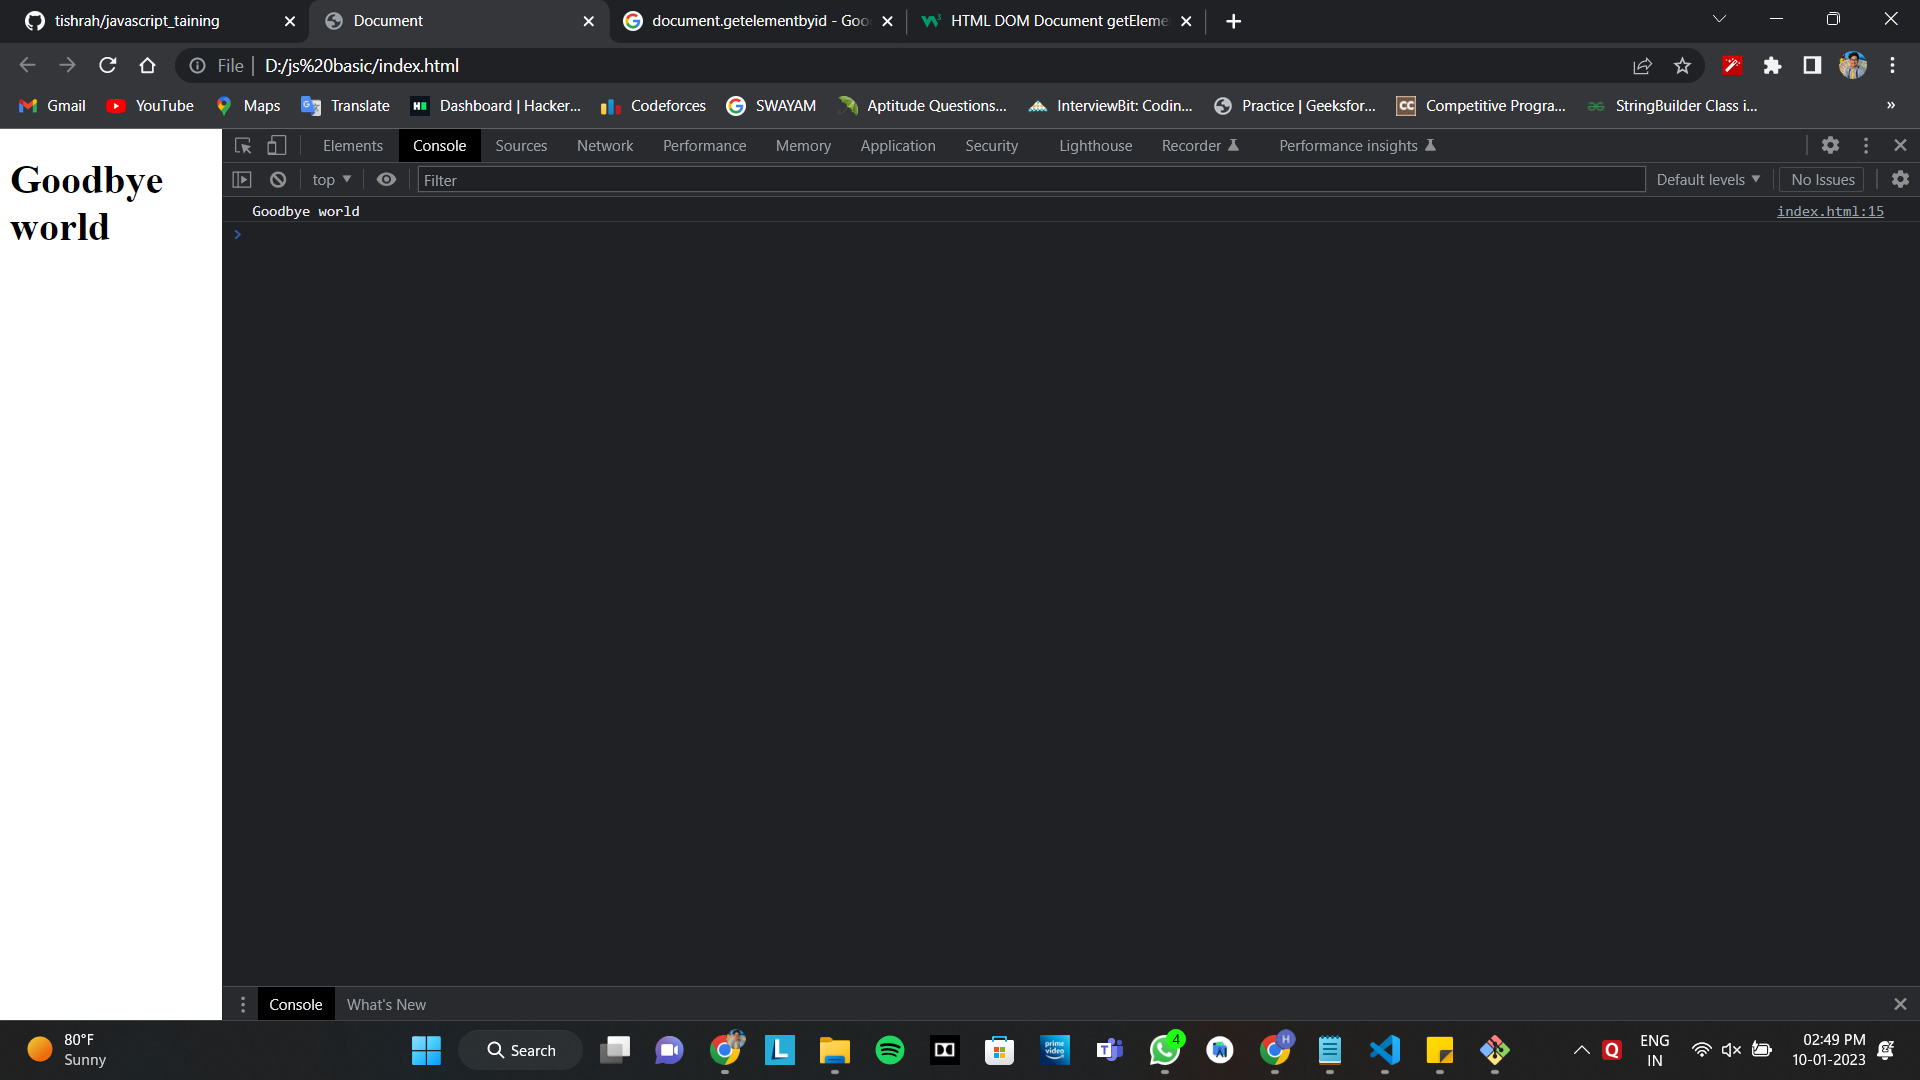 tishrah/javascript_taining
Document
document.getelementbyid - Goo
HTML DOM Document getEleme
File
D:/js%20basic/index.html
Gmail
YouTube
Maps
Translate
Dashboard | Hacker...
Codeforces
SWAYAM
Aptitude Questions...
InterviewBit: Codin...
Practice | Geeksfor...
CC
Competitive Progra...
StringBuilder Class i...
»
Goodbye
world
Elements
Console
Sources
Network
Performance
Memory
Application
Security
Lighthouse
Recorder
Performance insights
top
Filter
Default levels
No Issues
Goodbye world
index.html:15
Console
What's New
80°F
Sunny
Search
L
prime video
4
H
Q
ENG
IN
02:49 PM
10-01-2023